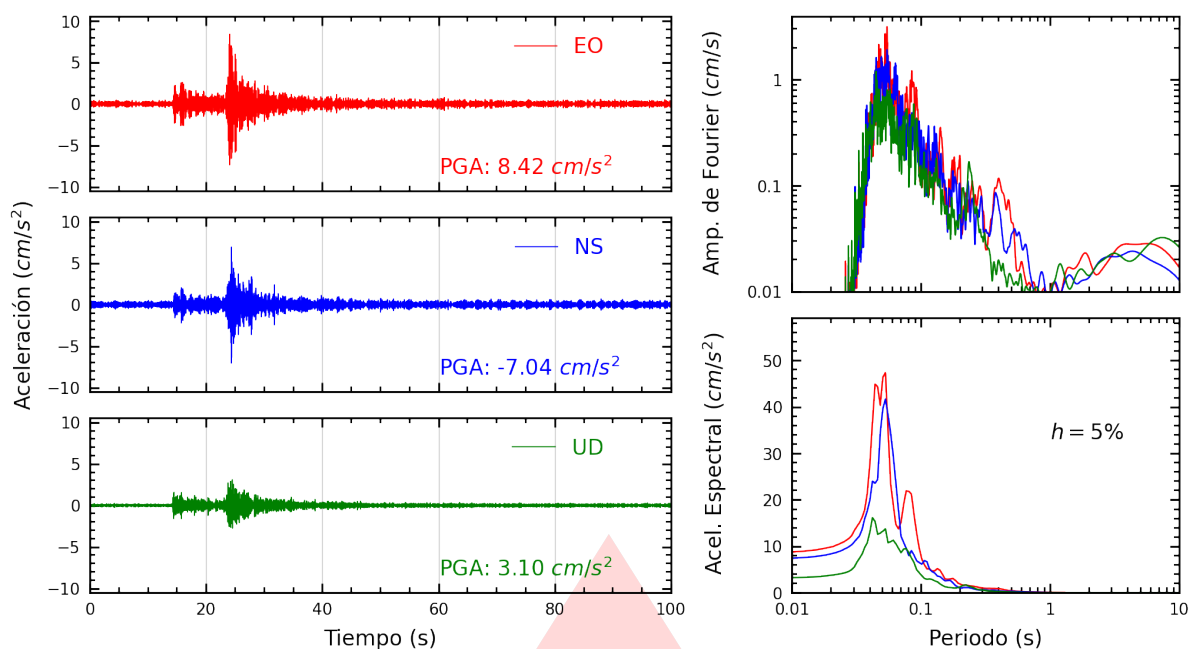 Aceleración (cm/s²)
10
5
0
−5
−10
EO
PGA: 8.42 cm/s²
10
5
0
−5
−10
NS
PGA: -7.04 cm/s²
10
5
0
−5
−10
UD
PGA: 3.10 cm/s²
0 20 40 60 80 100
Tiempo (s)
Amp. de Fourier (cm/s)
1
0.1
0.01
Acel. Espectral (cm/s²)
50
40
30
20
10
0
h = 5%
0.01 0.1 1 10
Periodo (s)